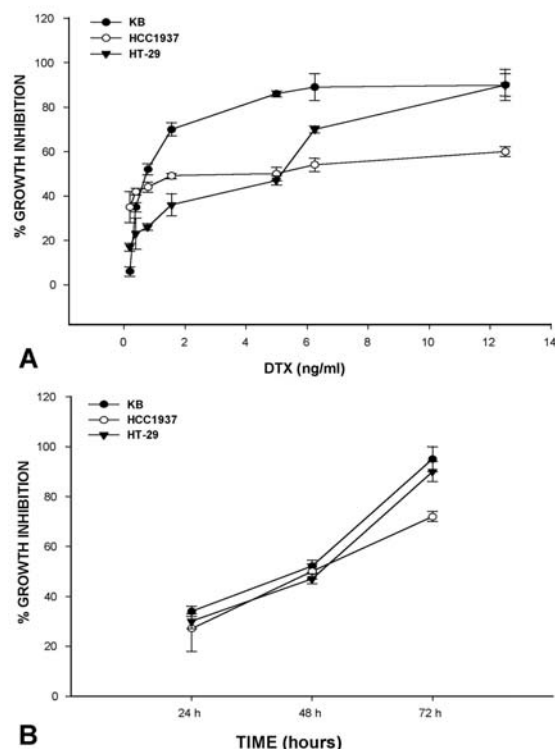 120
100
80
60
40
20
0
% GROWTH INHIBITION
KB
HCC1937
HT-29
0 2 4 6 8 10 12 14
A
DTX (ng/ml)
120
100
80
60
40
20
0
% GROWTH INHIBITION
KB
HCC1937
HT-29
24 h 48 h 72 h
B
TIME (hours)